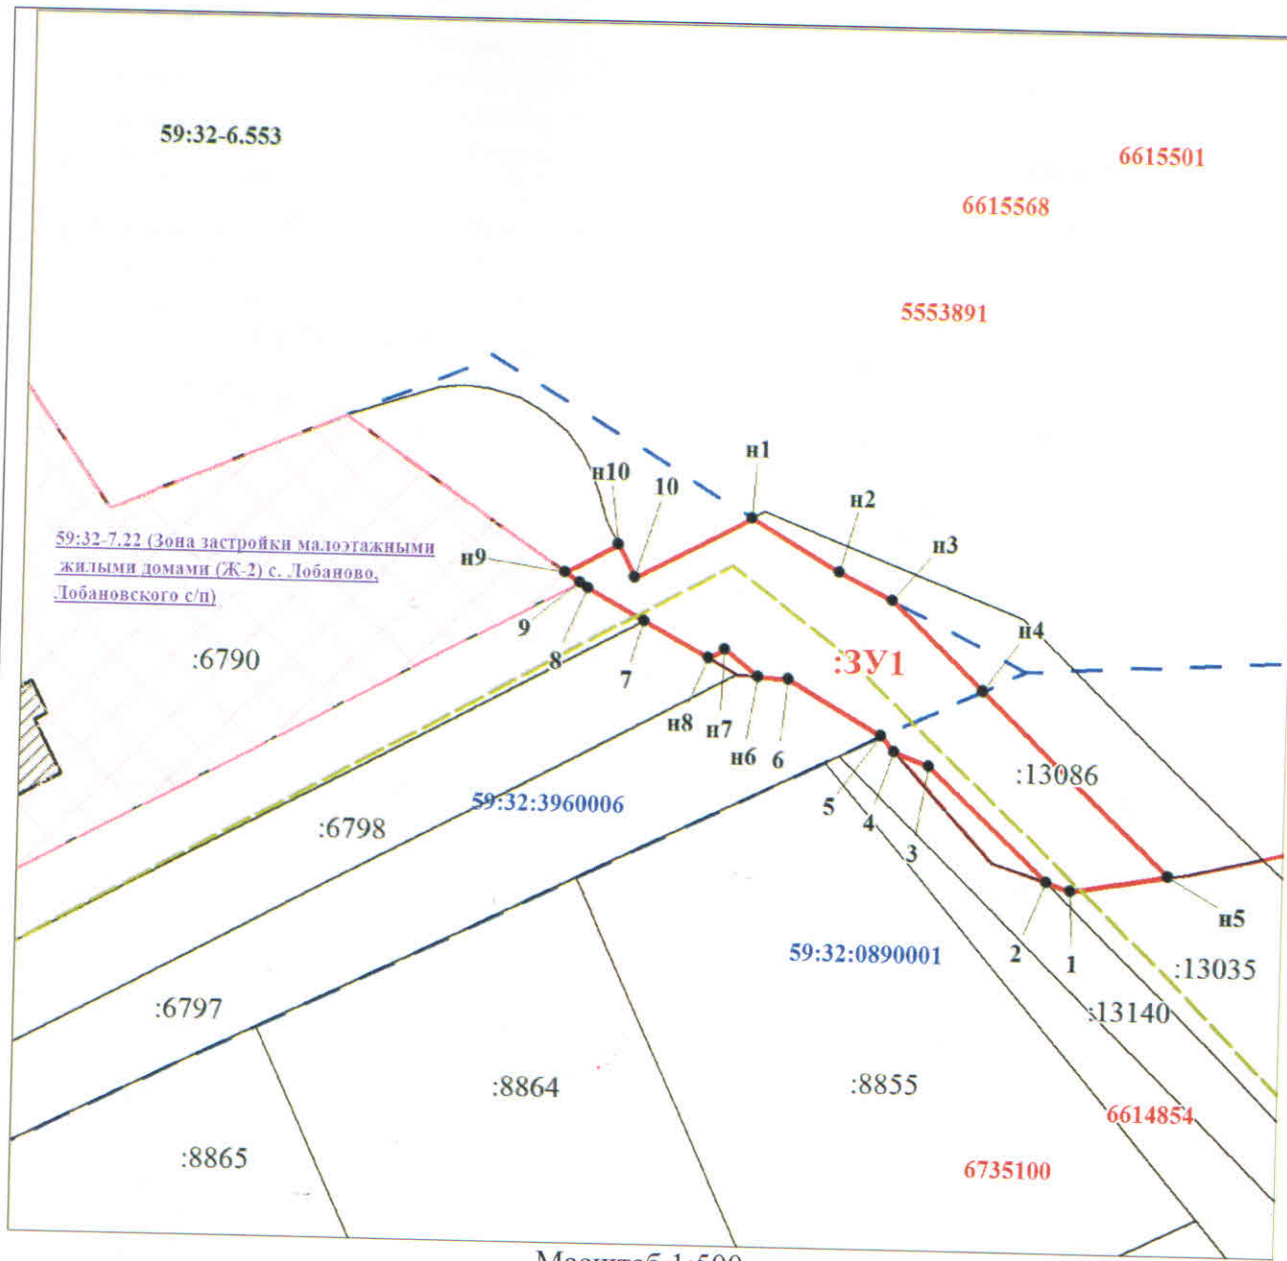 59:32-6.553
6615501
6615568
5553891
н1
н10
10
н2
н3
59:32-7.22 (Зона застройки малоэтажными
жилыми домами (Ж-2) с. Лобаново,
Лобановского с/п)
н9
9
8
7
н4
:6790
:ЗУ1
н8
н7
н6
6
:13086
59:32:3960006
:6798
5
4
3
н5
59:32:0890001
2
1
:13035
:6797
:13140
:8864
:8855
6614854
:8865
6735100
Масштаб 1:500